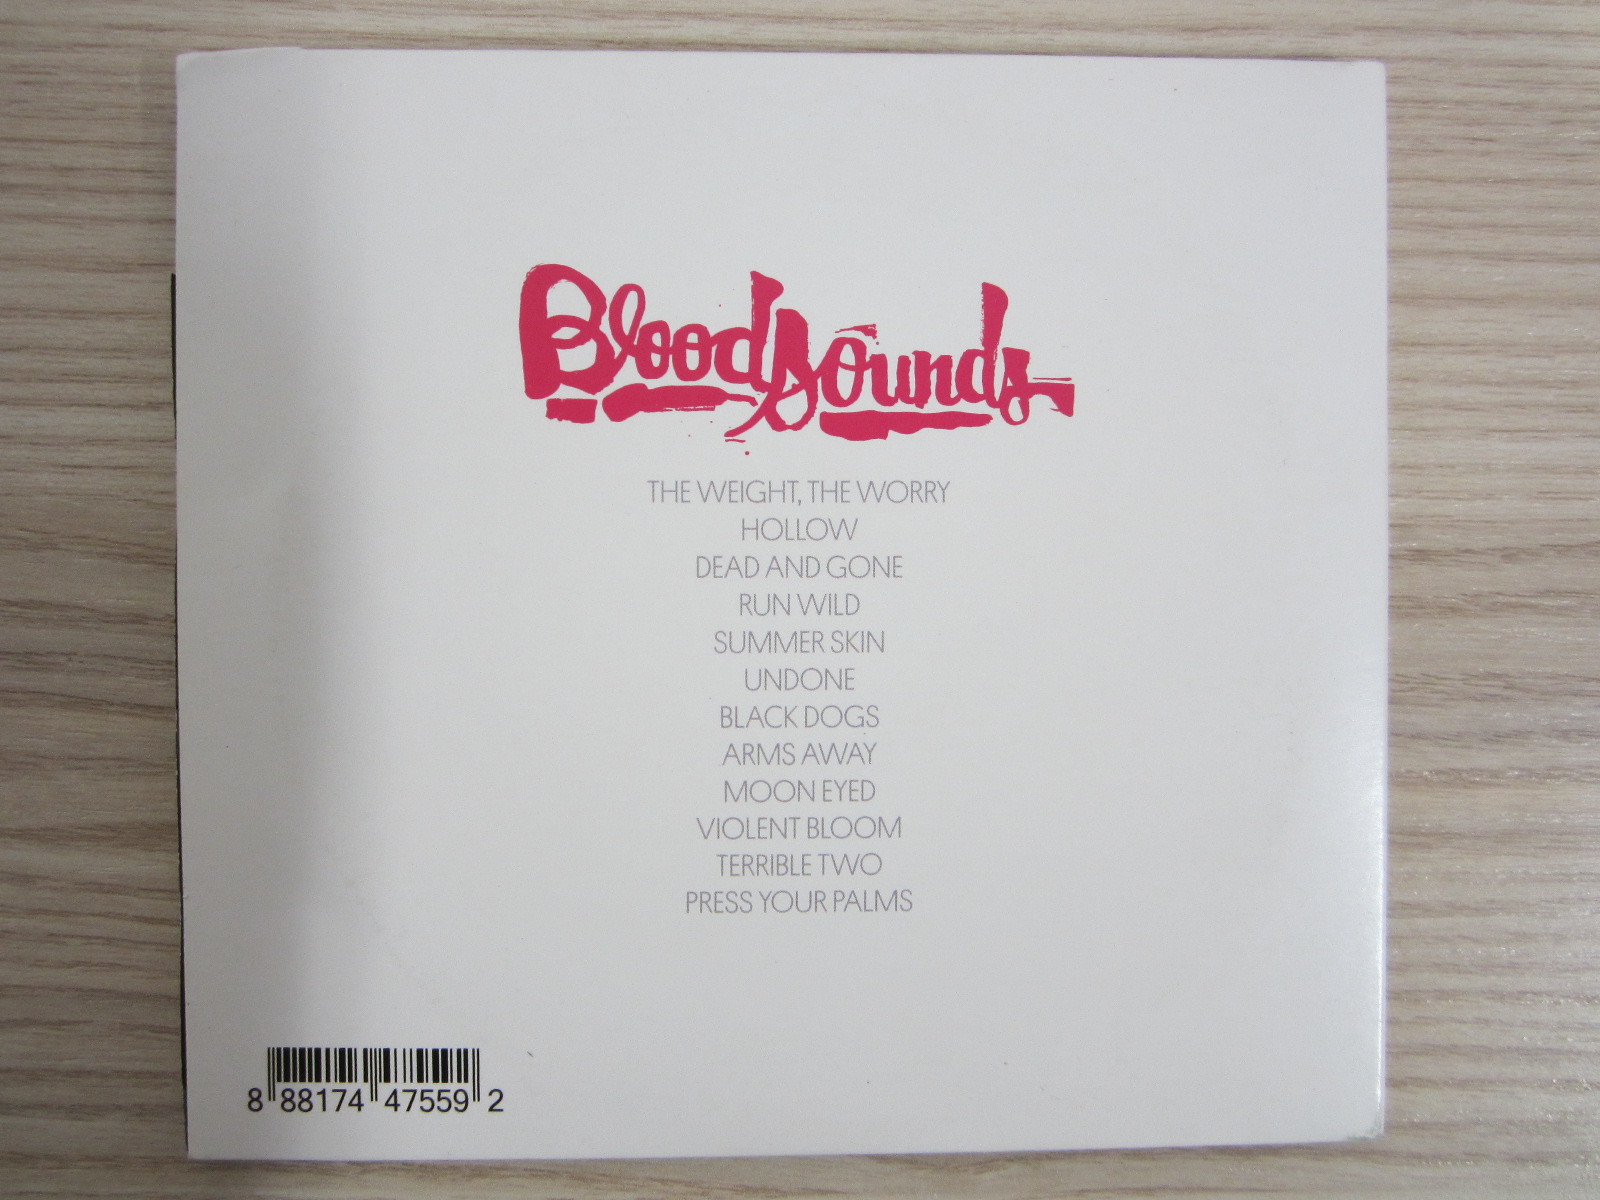 Bloodsounds
THE WEIGHT, THE WORRY
HOLLOW
DEAD AND GONE
RUN WILD
SUMMER SKIN
UNDONE
BLACK DOGS
ARMS AWAY
MOON EYED
VIOLENT BLOOM
TERRIBLE TWO
PRESS YOUR PALMS
8 88174 47559 2